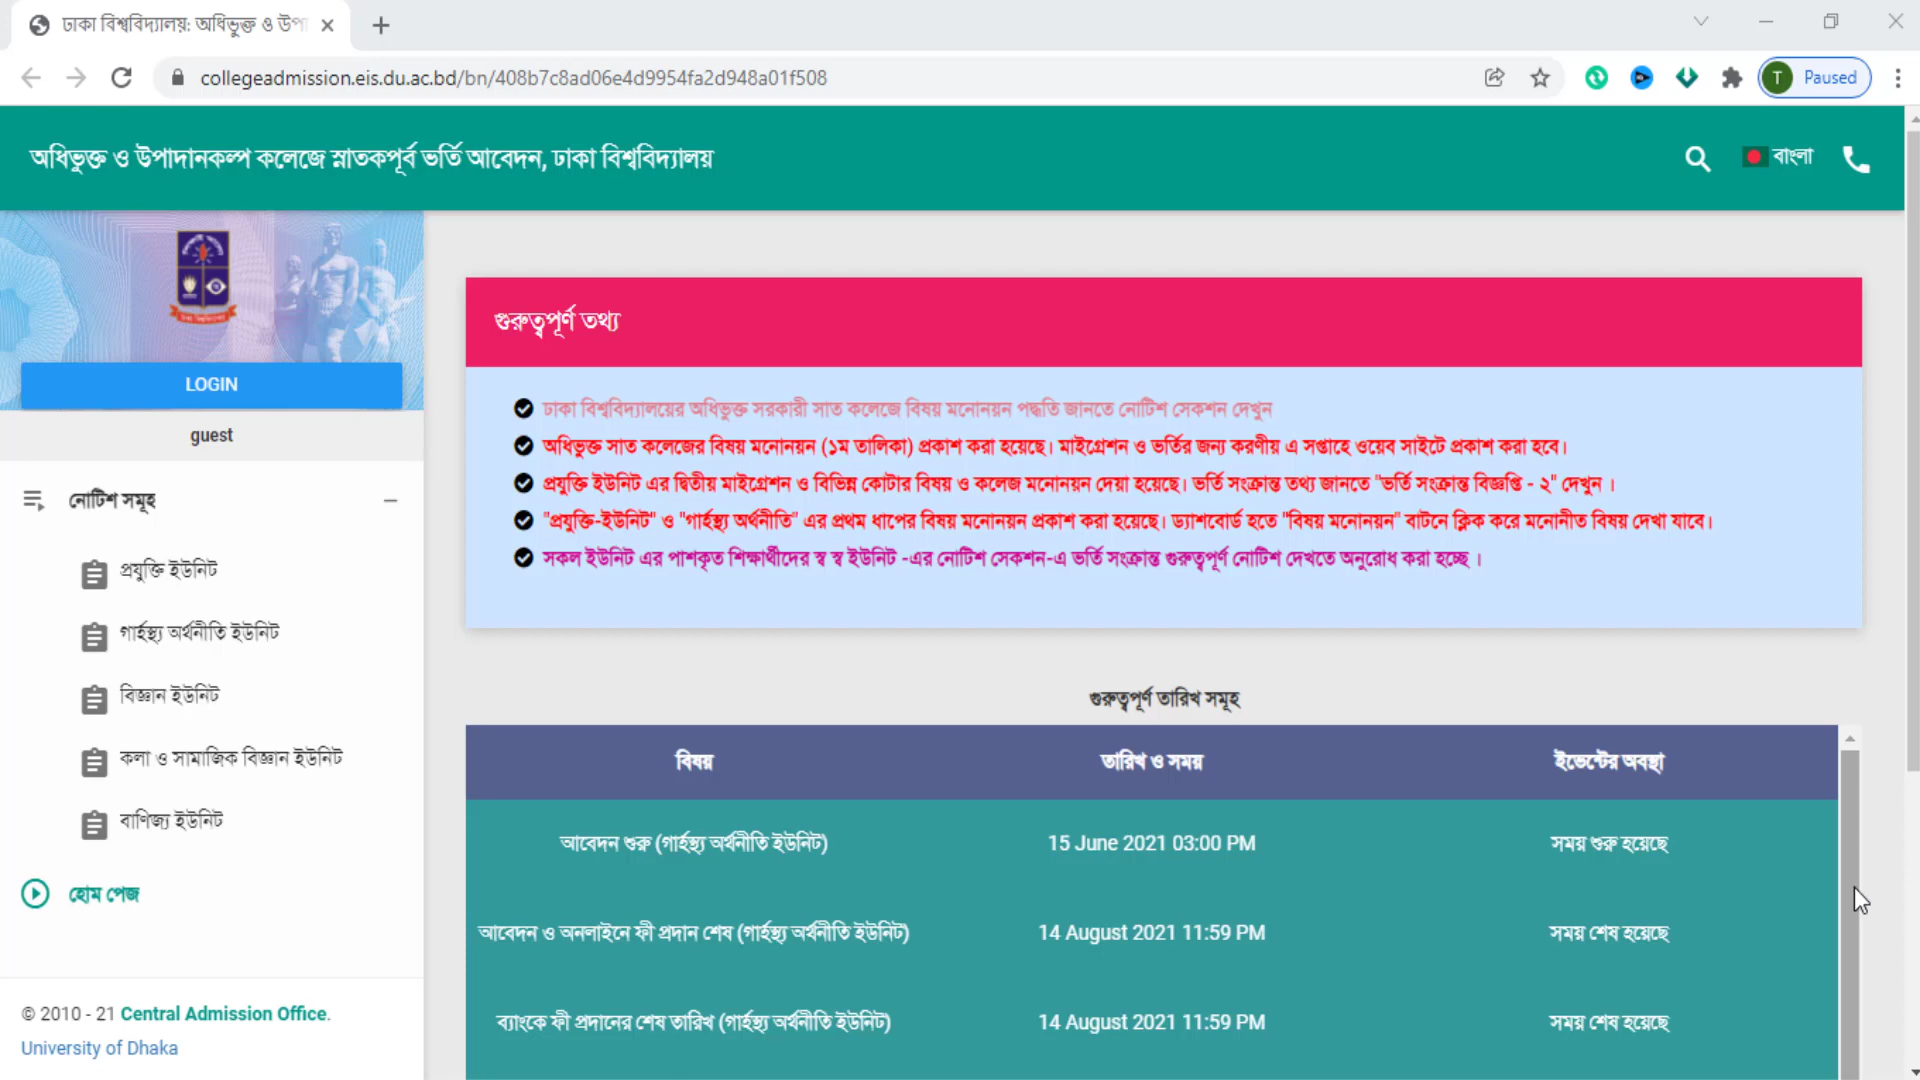 ঢাকা বিশ্ববিদ্যালয়: অধিভুক্ত ও উপা
collegeadmission.eis.du.ac.bd/bn/408b7c8ad06e4d9954fa2d948a01f508
T Paused
অধিভুক্ত ও উপাদানকল্প কলেজে স্নাতকপূর্ব ভর্তি আবেদন, ঢাকা বিশ্ববিদ্যালয়
বাংলা
LOGIN
guest
নোটিশ সমূহ
প্রযুক্তি ইউনিট
গার্হস্থ্য অর্থনীতি ইউনিট
বিজ্ঞান ইউনিট
কলা ও সামাজিক বিজ্ঞান ইউনিট
বাণিজ্য ইউনিট
হোম পেজ
© 2010 - 21 Central Admission Office.
University of Dhaka
গুরুত্বপূর্ণ তথ্য
ঢাকা বিশ্ববিদ্যালয়ের অধিভুক্ত সরকারী সাত কলেজে বিষয় মনোনয়ন পদ্ধতি জানতে নোটিশ সেকশন দেখুন
অধিভুক্ত সাত কলেজের বিষয় মনোনয়ন (১ম তালিকা) প্রকাশ করা হয়েছে। মাইগ্রেশন ও ভর্তির জন্য করণীয় এ সপ্তাহে ওয়েব সাইটে প্রকাশ করা হবে।
প্রযুক্তি ইউনিট এর দ্বিতীয় মাইগ্রেশন ও বিভিন্ন কোটার বিষয় ও কলেজ মনোনয়ন দেয়া হয়েছে। ভর্তি সংক্রান্ত তথ্য জানতে "ভর্তি সংক্রান্ত বিজ্ঞপ্তি - ২" দেখুন ।
"প্রযুক্তি-ইউনিট" ও "গার্হস্থ্য অর্থনীতি" এর প্রথম ধাপের বিষয় মনোনয়ন প্রকাশ করা হয়েছে। ড্যাশবোর্ড হতে "বিষয় মনোনয়ন" বাটনে ক্লিক করে মনোনীত বিষয় দেখা যাবে।
সকল ইউনিট এর পাশকৃত শিক্ষার্থীদের স্ব স্ব ইউনিট -এর নোটিশ সেকশন-এ ভর্তি সংক্রান্ত গুরুত্বপূর্ণ নোটিশ দেখতে অনুরোধ করা হচ্ছে ।
গুরুত্বপূর্ণ তারিখ সমূহ
বিষয় তারিখ ও সময় ইভেন্টের অবস্থা
আবেদন শুরু (গার্হস্থ্য অর্থনীতি ইউনিট) 15 June 2021 03:00 PM সময় শুরু হয়েছে
আবেদন ও অনলাইনে ফী প্রদান শেষ (গার্হস্থ্য অর্থনীতি ইউনিট) 14 August 2021 11:59 PM সময় শেষ হয়েছে
ব্যাংকে ফী প্রদানের শেষ তারিখ (গার্হস্থ্য অর্থনীতি ইউনিট) 14 August 2021 11:59 PM সময় শেষ হয়েছে